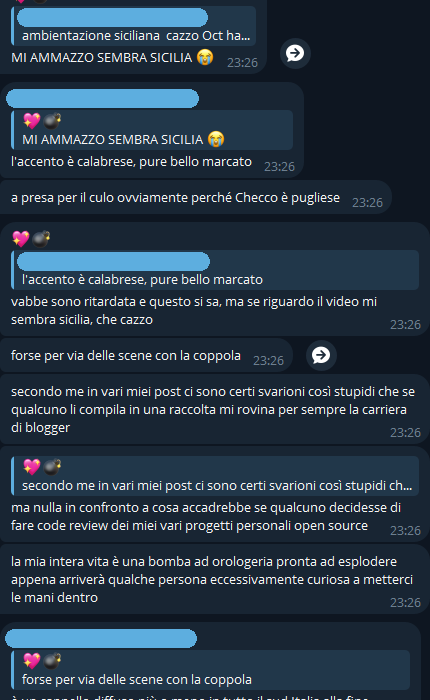 ambientazione siciliana cazzo Oct ha...
MI AMMAZZO SEMBRA SICILIA 😭 23:26
💖💣
MI AMMAZZO SEMBRA SICILIA 😭
l'accento è calabrese, pure bello marcato 23:26
a presa per il culo ovviamente perché Checco è pugliese 23:26
💖💣
l'accento è calabrese, pure bello marcato
vabbe sono ritardata e questo si sa, ma se riguardo il video mi
sembra sicilia, che cazzo
23:26
forse per via delle scene con la coppola 23:26
secondo me in vari miei post ci sono certi svarioni così stupidi che se
qualcuno li compila in una raccolta mi rovina per sempre la carriera
di blogger
23:26
💖💣
secondo me in vari miei post ci sono certi svarioni così stupidi ch...
ma nulla in confronto a cosa accadrebbe se qualcuno decidesse di
fare code review dei miei vari progetti personali open source
23:26
la mia intera vita è una bomba ad orologeria pronta ad esplodere
appena arriverà qualche persona eccessivamente curiosa a metterci
le mani dentro
23:26
💖💣
forse per via delle scene con la coppola